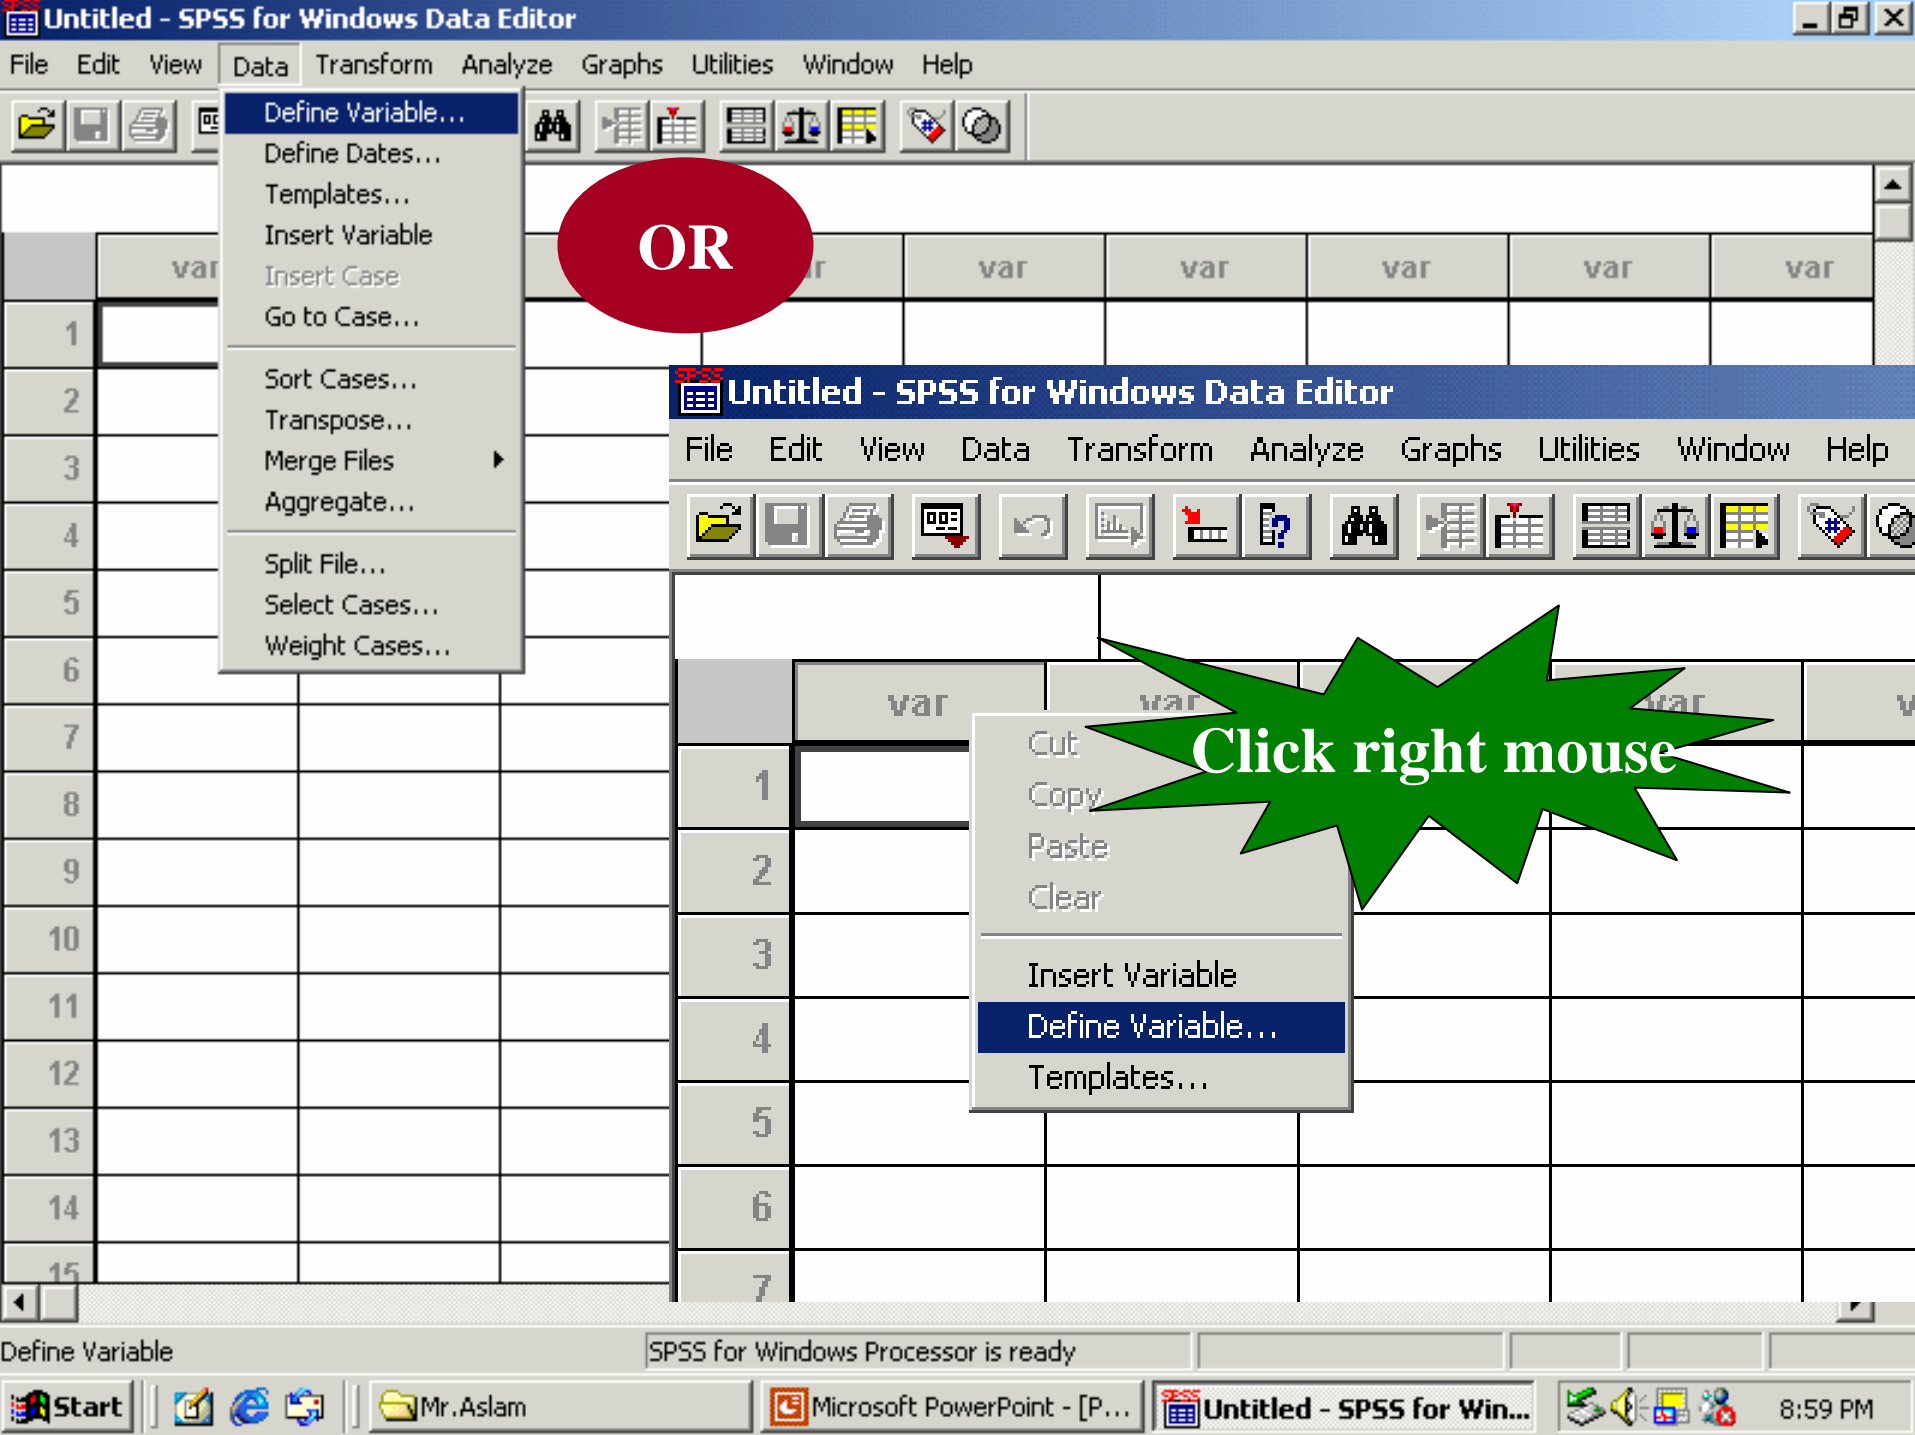 Untitled - SPSS for Windows Data Editor
File Edit View Data Transform Analyze Graphs Utilities Window Help
Define Variable...
Define Dates...
Templates...
Insert Variable
Insert Case
Go to Case...
Sort Cases...
Transpose...
Merge Files
Aggregate...
Split File...
Select Cases...
Weight Cases...
OR
var var var var var var
1
2
3
4
5
6
7
8
9
10
11
12
13
14
15
SPSS
Untitled - SPSS for Windows Data Editor
File Edit View Data Transform Analyze Graphs Utilities Window Help
var var var
Click right mouse
Cut
Copy
Paste
Clear
Insert Variable
Define Variable...
Templates...
1
2
3
4
5
6
7
Define Variable SPSS for Windows Processor is ready
Start Mr.Aslam Microsoft PowerPoint - [P... Untitled - SPSS for Win... 8:59 PM